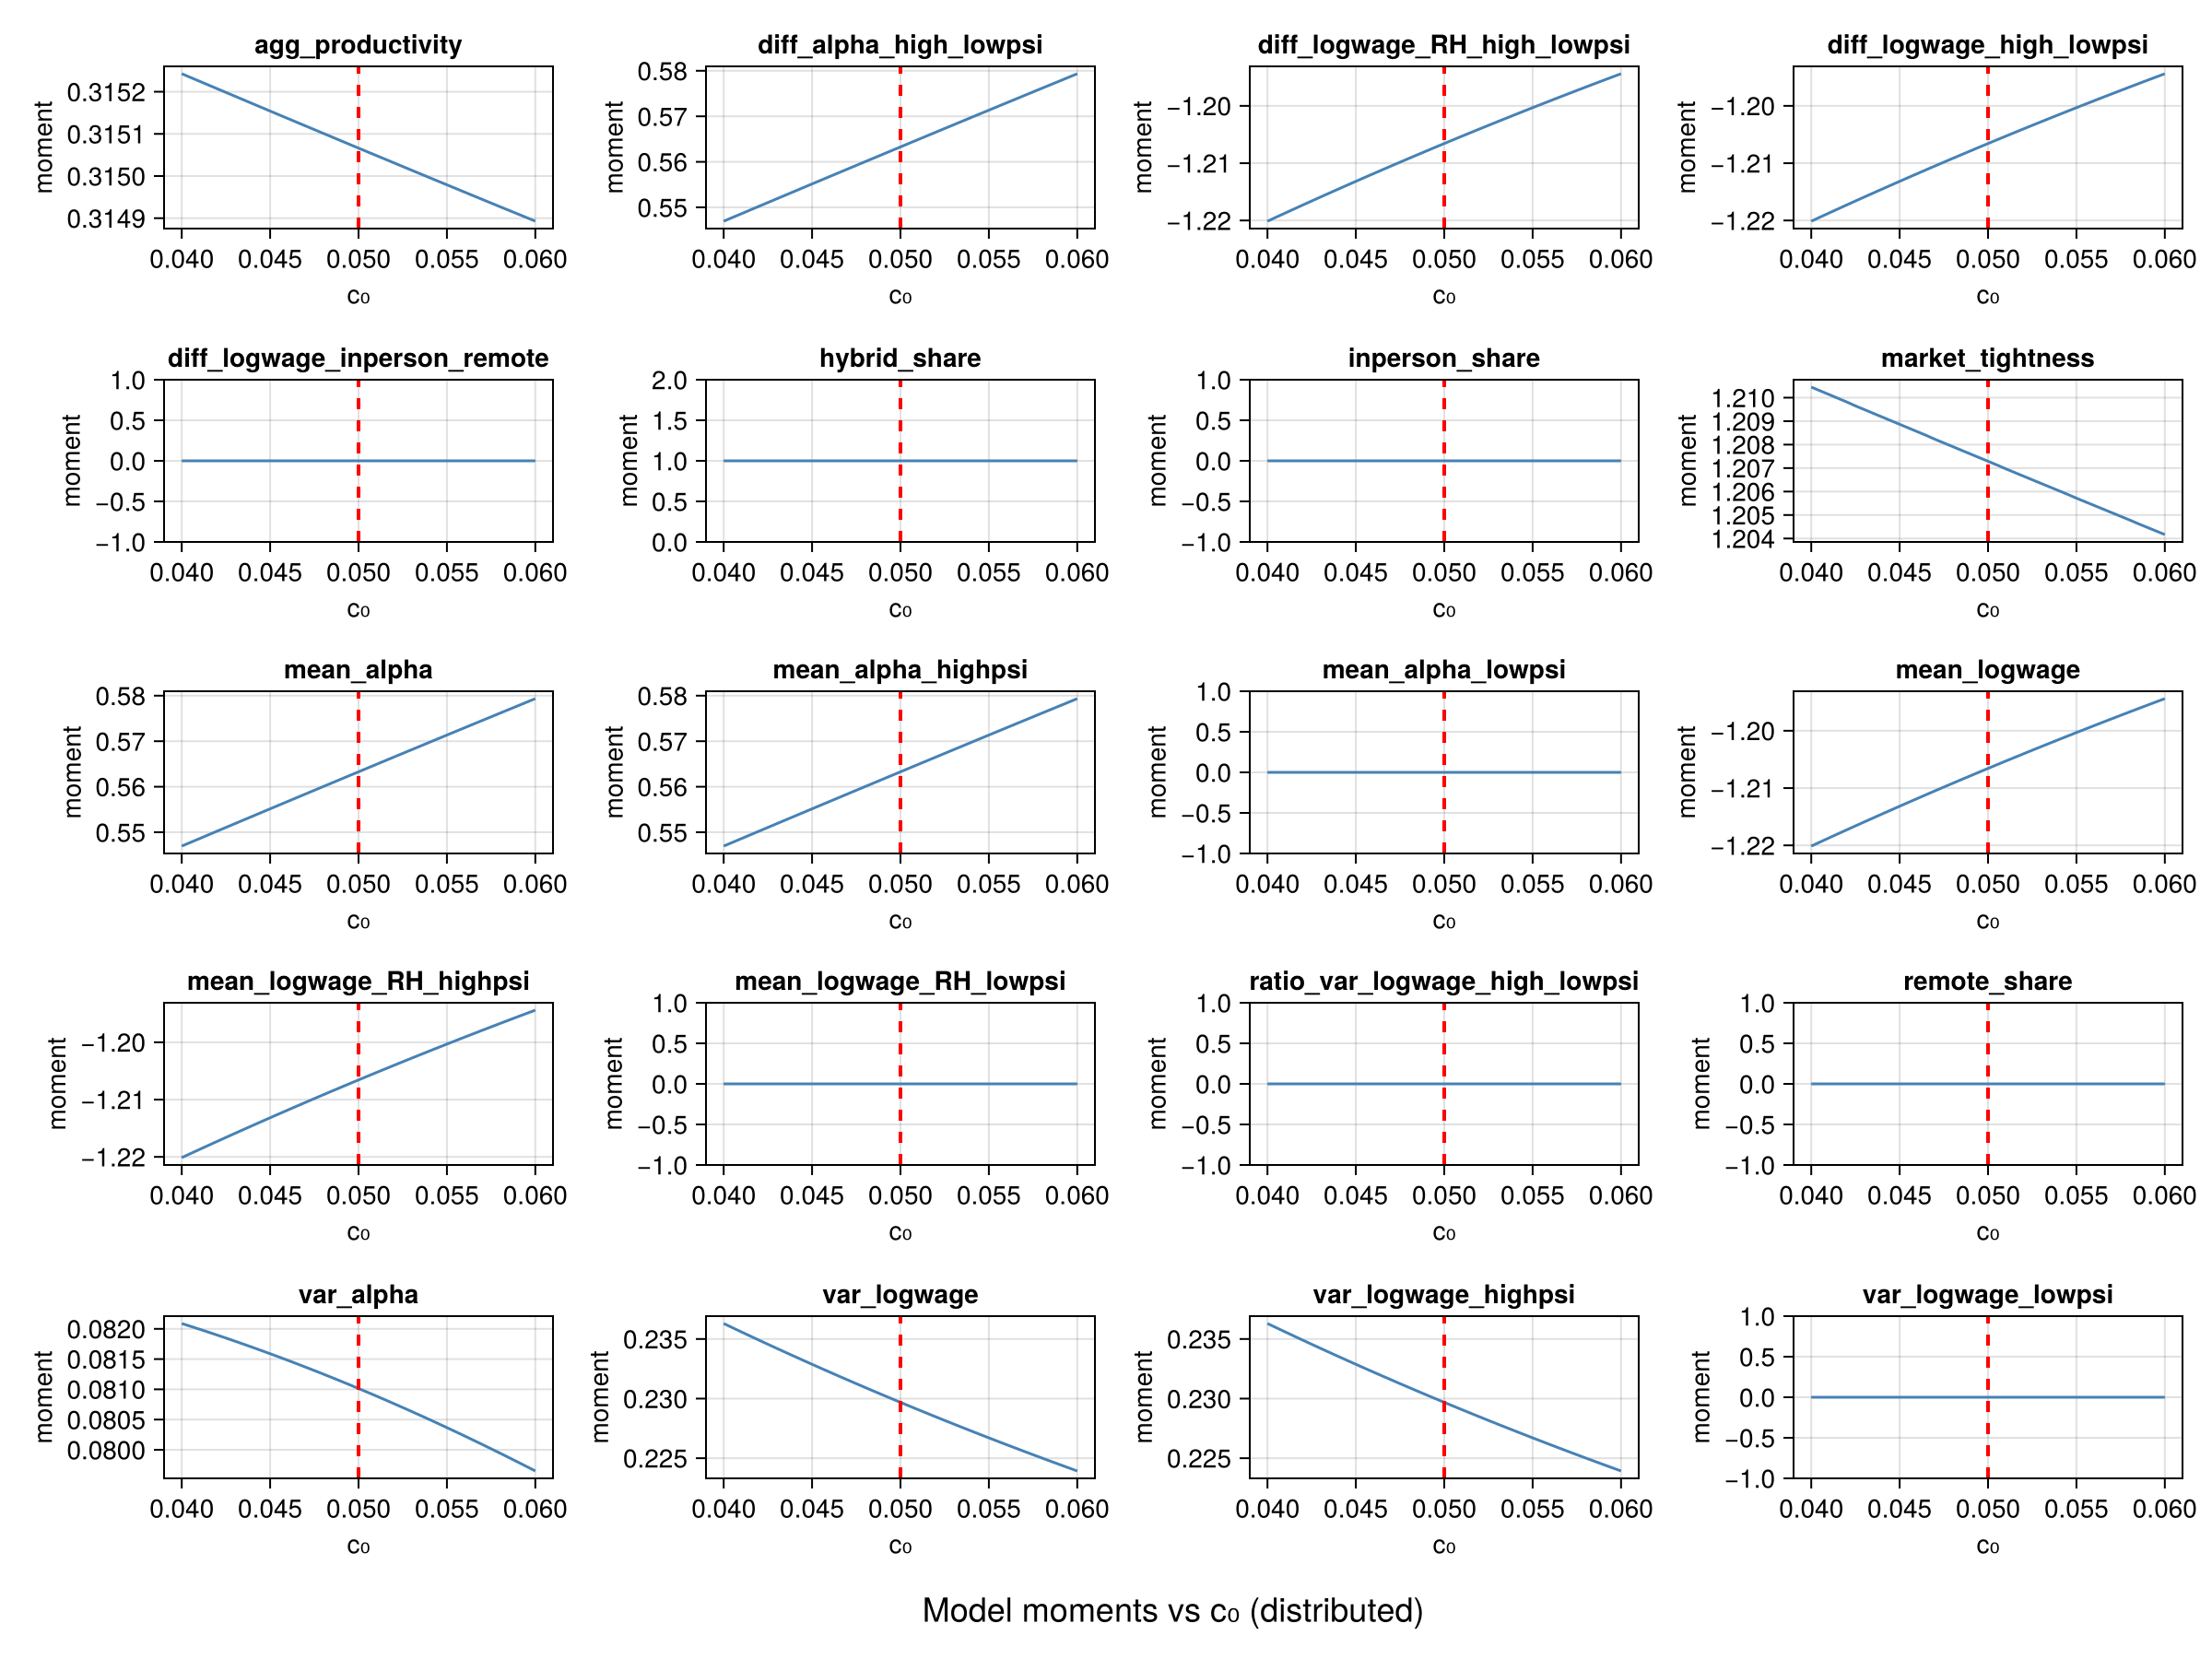 agg_productivity
moment
0.3152
0.3151
0.3150
0.3149
0.040 0.045 0.050 0.055 0.060
c₀
diff_alpha_high_lowpsi
moment
0.58
0.57
0.56
0.55
0.040 0.045 0.050 0.055 0.060
c₀
diff_logwage_RH_high_lowpsi
moment
−1.20
−1.21
−1.22
0.040 0.045 0.050 0.055 0.060
c₀
diff_logwage_high_lowpsi
moment
−1.20
−1.21
−1.22
0.040 0.045 0.050 0.055 0.060
c₀
diff_logwage_inperson_remote
moment
1.0
0.5
0.0
−0.5
−1.0
0.040 0.045 0.050 0.055 0.060
c₀
hybrid_share
moment
2.0
1.5
1.0
0.5
0.0
0.040 0.045 0.050 0.055 0.060
c₀
inperson_share
moment
1.0
0.5
0.0
−0.5
−1.0
0.040 0.045 0.050 0.055 0.060
c₀
market_tightness
moment
1.210
1.209
1.208
1.207
1.206
1.205
1.204
0.040 0.045 0.050 0.055 0.060
c₀
mean_alpha
moment
0.58
0.57
0.56
0.55
0.040 0.045 0.050 0.055 0.060
c₀
mean_alpha_highpsi
moment
0.58
0.57
0.56
0.55
0.040 0.045 0.050 0.055 0.060
c₀
mean_alpha_lowpsi
moment
1.0
0.5
0.0
−0.5
−1.0
0.040 0.045 0.050 0.055 0.060
c₀
mean_logwage
moment
−1.20
−1.21
−1.22
0.040 0.045 0.050 0.055 0.060
c₀
mean_logwage_RH_highpsi
moment
−1.20
−1.21
−1.22
0.040 0.045 0.050 0.055 0.060
c₀
mean_logwage_RH_lowpsi
moment
1.0
0.5
0.0
−0.5
−1.0
0.040 0.045 0.050 0.055 0.060
c₀
ratio_var_logwage_high_lowpsi
moment
1.0
0.5
0.0
−0.5
−1.0
0.040 0.045 0.050 0.055 0.060
c₀
remote_share
moment
1.0
0.5
0.0
−0.5
−1.0
0.040 0.045 0.050 0.055 0.060
c₀
var_alpha
moment
0.0820
0.0815
0.0810
0.0805
0.0800
0.040 0.045 0.050 0.055 0.060
c₀
var_logwage
moment
0.235
0.230
0.225
0.040 0.045 0.050 0.055 0.060
c₀
var_logwage_highpsi
moment
0.235
0.230
0.225
0.040 0.045 0.050 0.055 0.060
c₀
var_logwage_lowpsi
moment
1.0
0.5
0.0
−0.5
−1.0
0.040 0.045 0.050 0.055 0.060
c₀
Model moments vs c₀ (distributed)